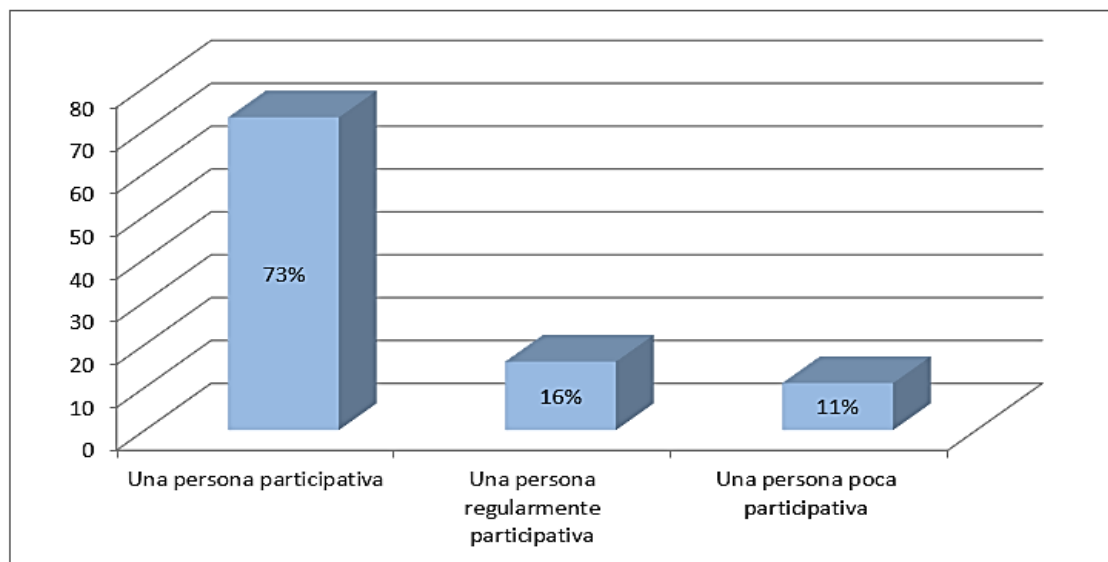 80
70
60
50
40
30
20
10
0
73%
16%
11%
Una persona participativa
Una persona
regularmente
participativa
Una persona poca
participativa